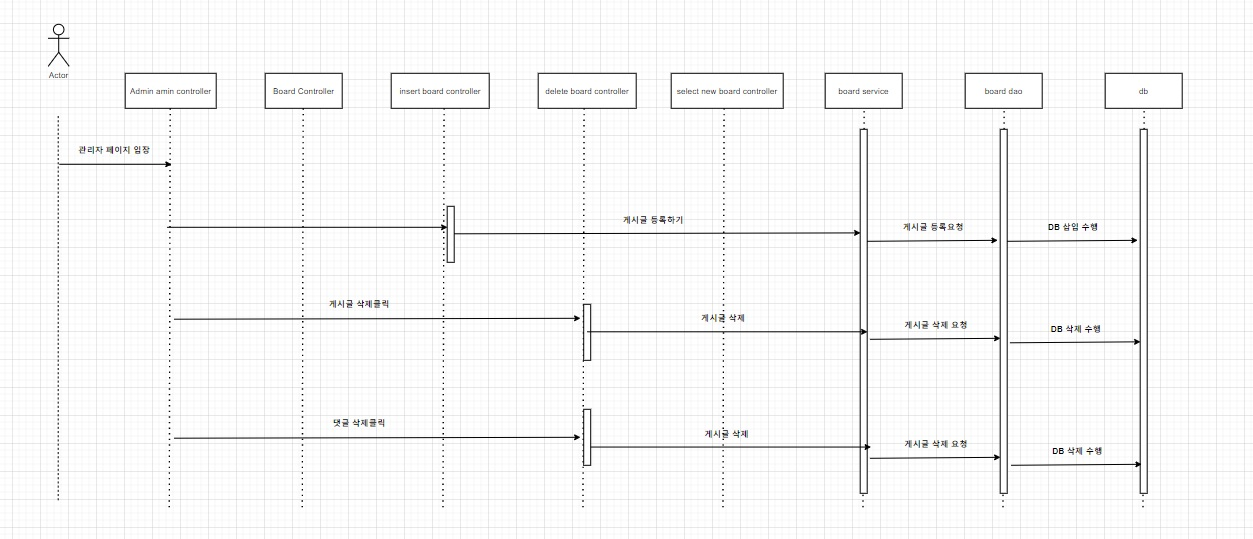 Actor
Admin amin controller
Board Controller
insert board controller
delete board controller
select new board controller
board service
board dao
db
관리자 페이지 입장
게시글 등록하기
게시글 등록요청
DB 삽입 수행
게시글 삭제클릭
게시글 삭제
게시글 삭제 요청
DB 삭제 수행
댓글 삭제클릭
게시글 삭제
게시글 삭제 요청
DB 삭제 수행